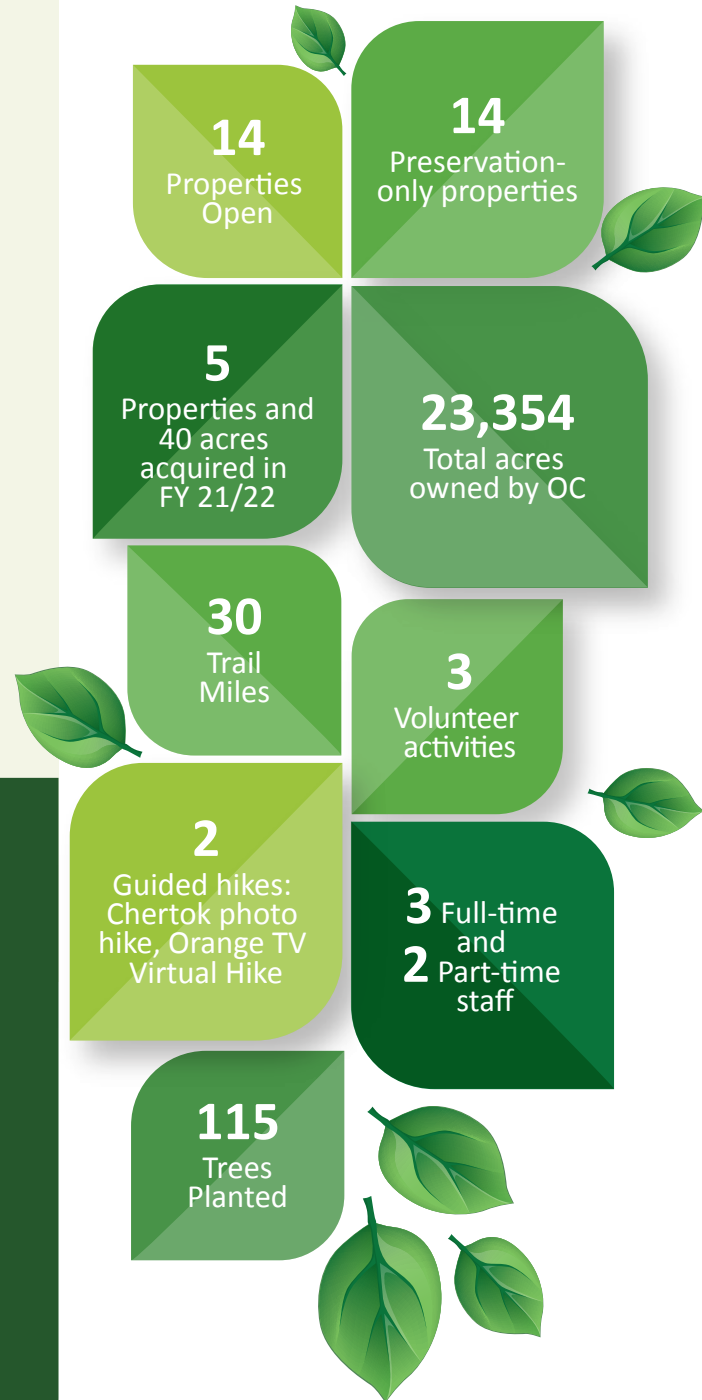 14
Properties
Open
14
Preservation-
only properties
5
Properties and
40 acres
acquired in
FY 21/22
23,354
Total acres
owned by OC
30
Trail
Miles
3
Volunteer
activities
2
Guided hikes:
Chertok photo
hike, Orange TV
Virtual Hike
3 Full-time
and
2 Part-time
staff
115
Trees
Planted